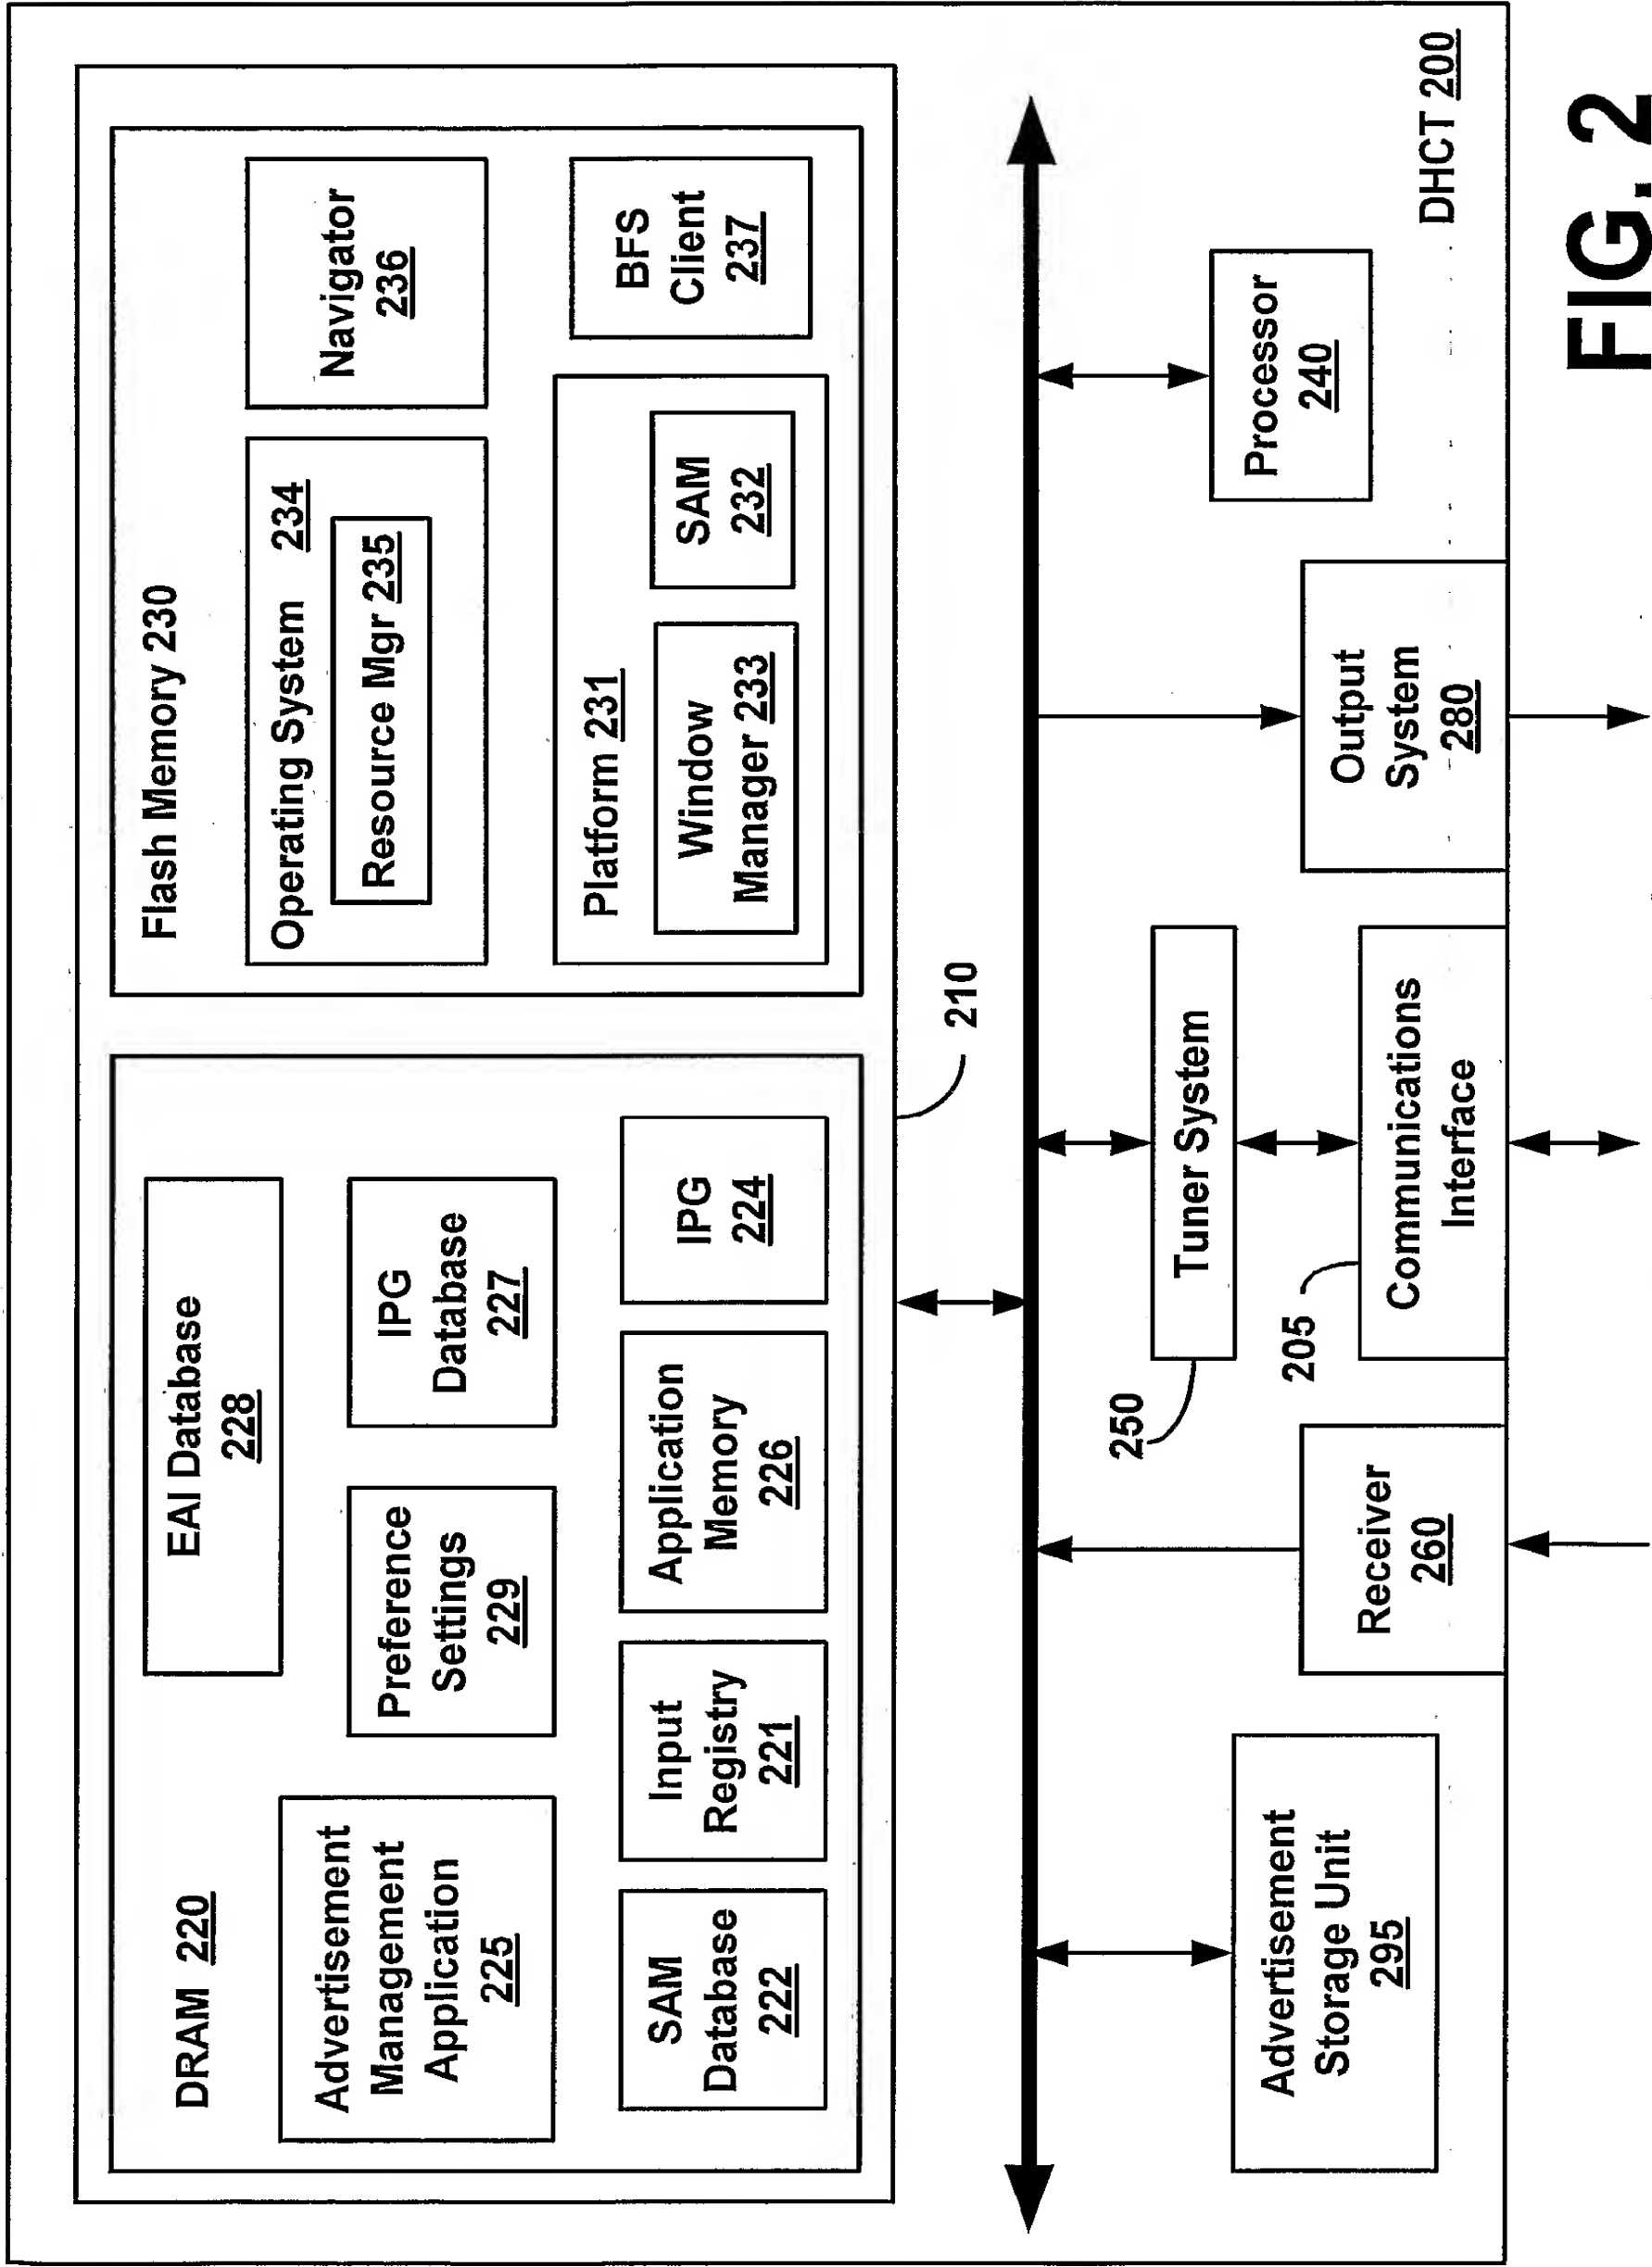 DRAM 220
EAI Database
228
Advertisement
Management
Application
225
Preference
Settings
229
IPG
Database
227
SAM
Database
222
Input
Registry
221
Application
Memory
226
IPG
224
Flash Memory 230
Operating System 234
Resource Mgr 235
Navigator
236
Platform 231
Window
Manager 233
SAM
232
BFS
Client
237
210
Advertisement
Storage Unit
295
Receiver
260
250
Tuner System
205
Communications
Interface
Output
System
280
Processor
240
DHCT 200
FIG. 2